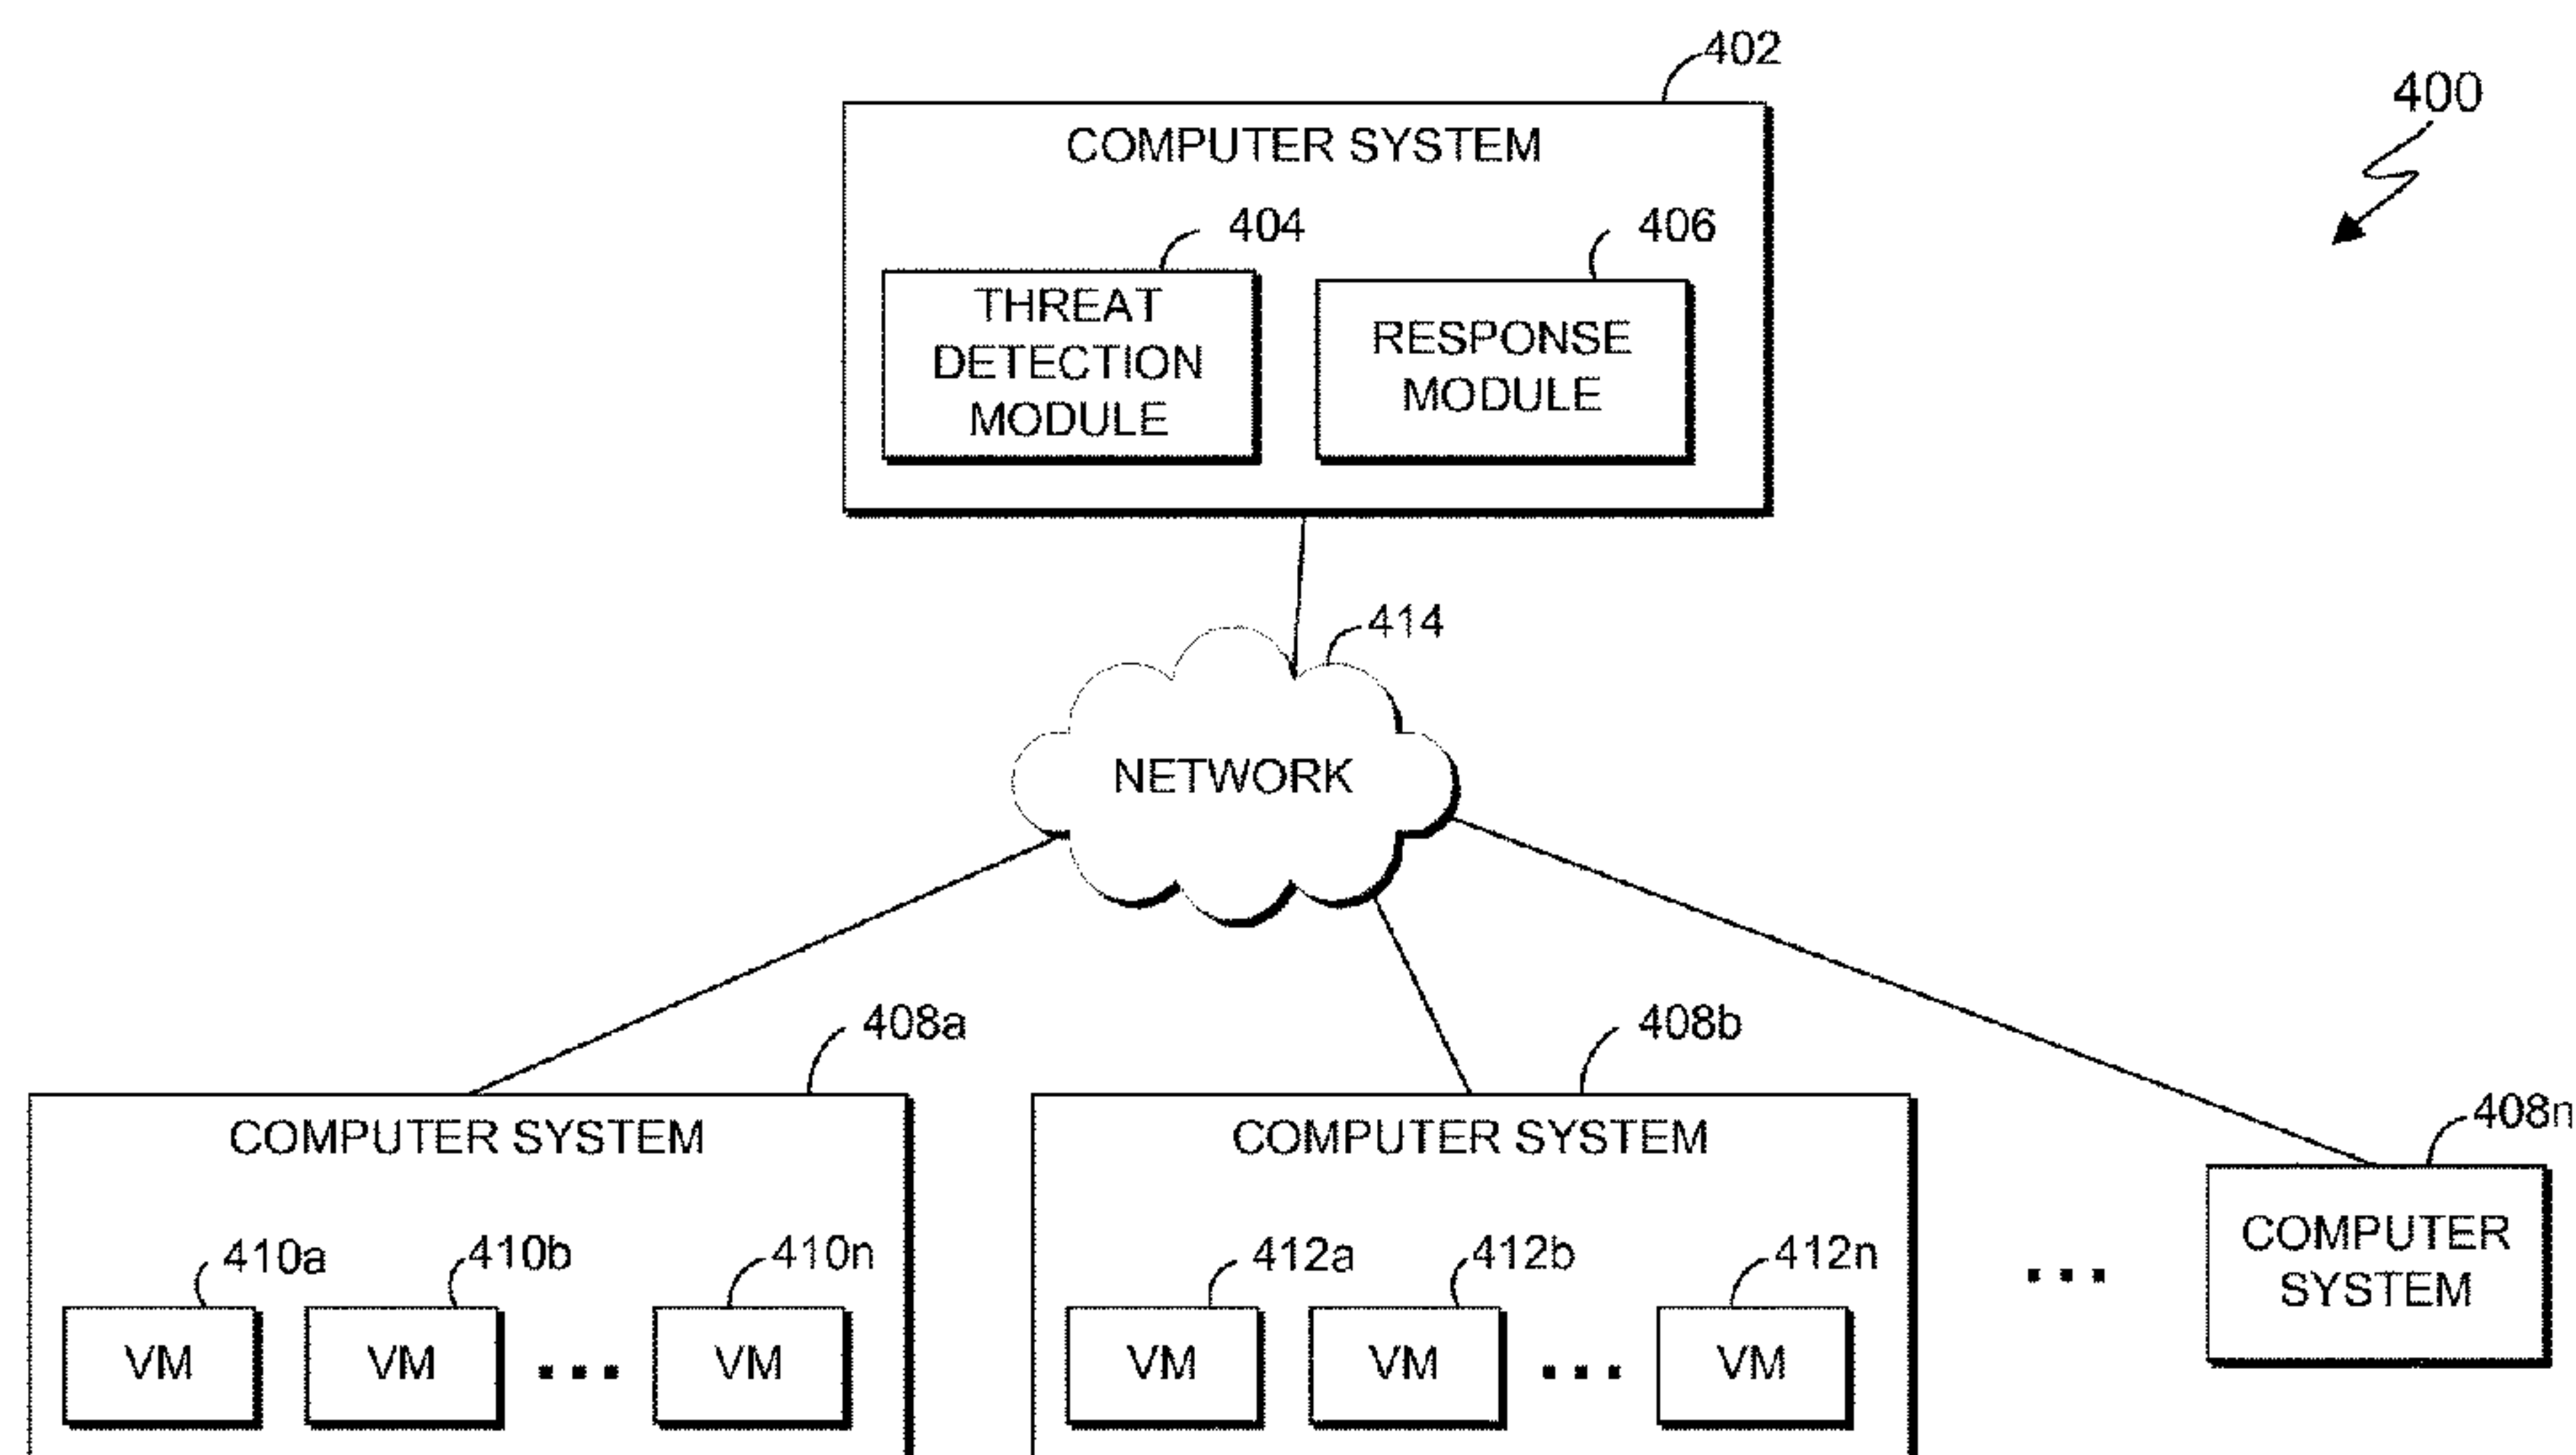 402
400
COMPUTER SYSTEM
404
406
THREAT
DETECTION
MODULE
RESPONSE
MODULE
414
NETWORK
408a
408b
408n
COMPUTER SYSTEM
COMPUTER SYSTEM
COMPUTER
SYSTEM
410a
410b
410n
412a
412b
412n
VM
VM
...
VM
VM
VM
...
VM
...